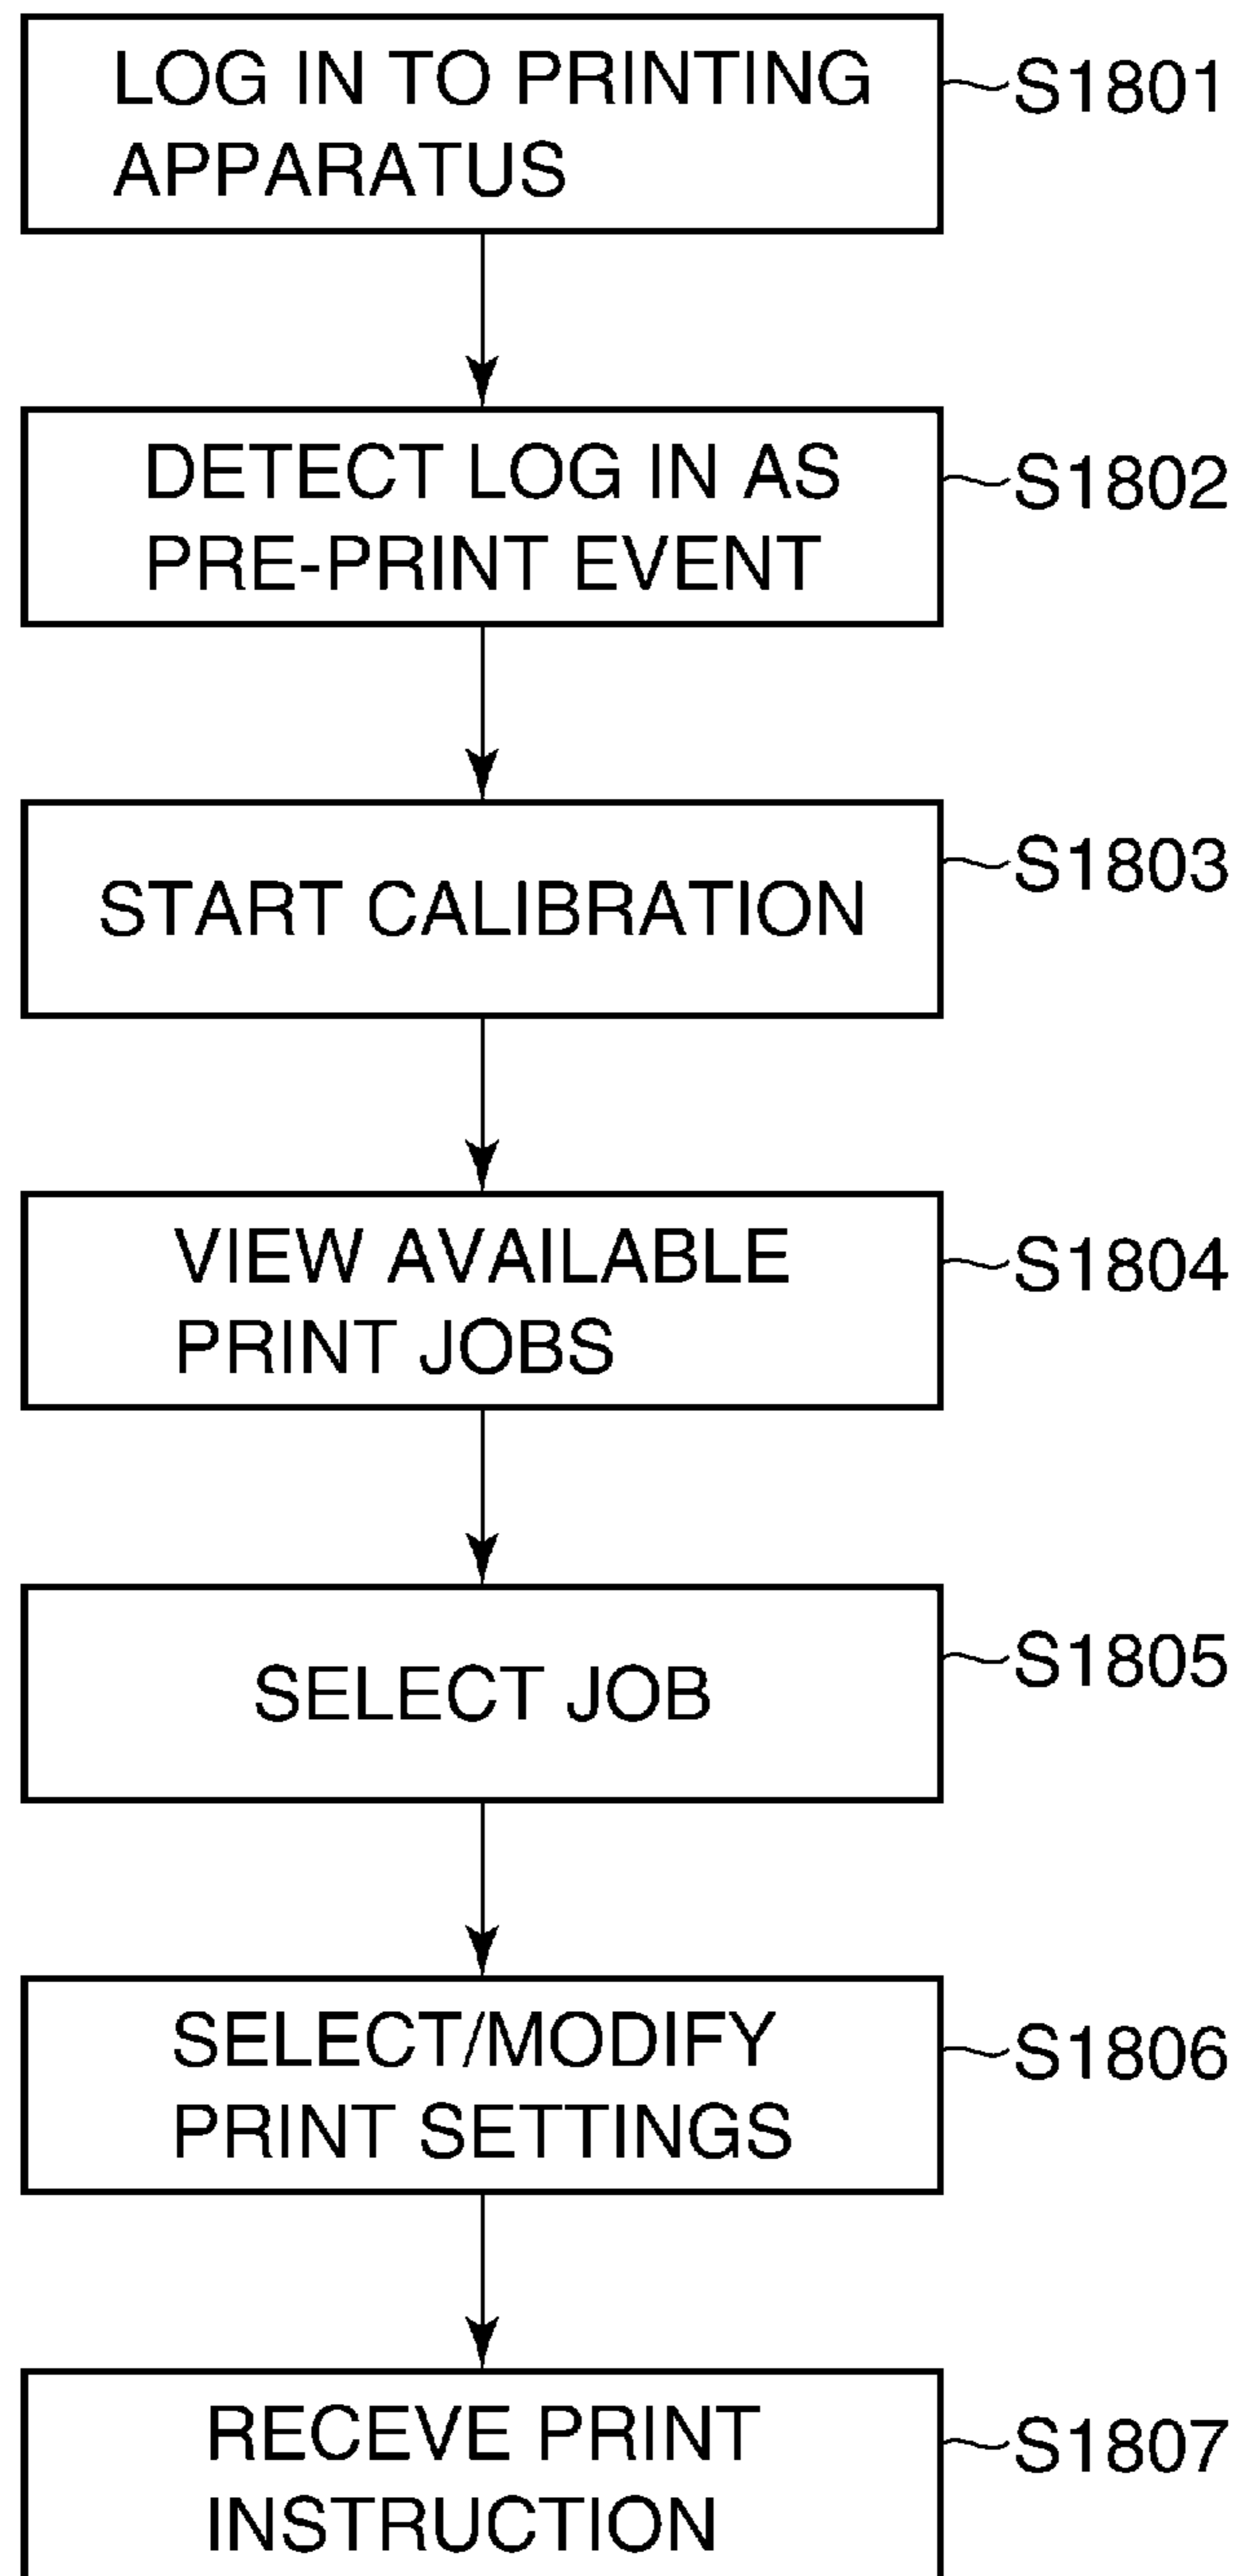 LOG IN TO PRINTING
APPARATUS
S1801
DETECT LOG IN AS
PRE-PRINT EVENT
S1802
START CALIBRATION
S1803
VIEW AVAILABLE
PRINT JOBS
S1804
SELECT JOB
S1805
SELECT/MODIFY
PRINT SETTINGS
S1806
RECEVE PRINT
INSTRUCTION
S1807